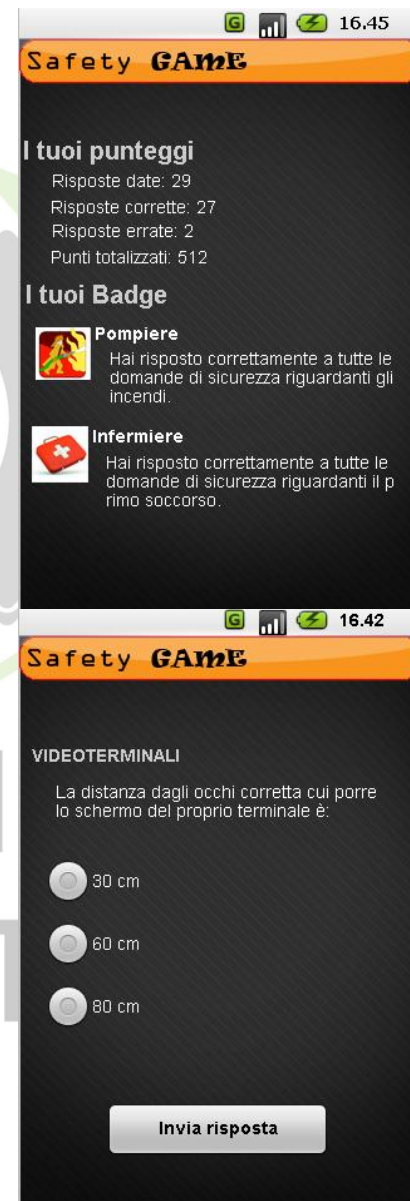 G 16.45
Safety GAME
I tuoi punteggi
Risposte date: 29
Risposte corrette: 27
Risposte errate: 2
Punti totalizzati: 512
I tuoi Badge
Pompiere
Hai risposto correttamente a tutte le
domande di sicurezza riguardanti gli
incendi.
Infermiere
Hai risposto correttamente a tutte le
domande di sicurezza riguardanti il p
rimo soccorso.
G 16.42
Safety GAME
VIDEOTERMINALI
La distanza dagli occhi corretta cui porre
lo schermo del proprio terminale è:
30 cm
60 cm
80 cm
Invia risposta